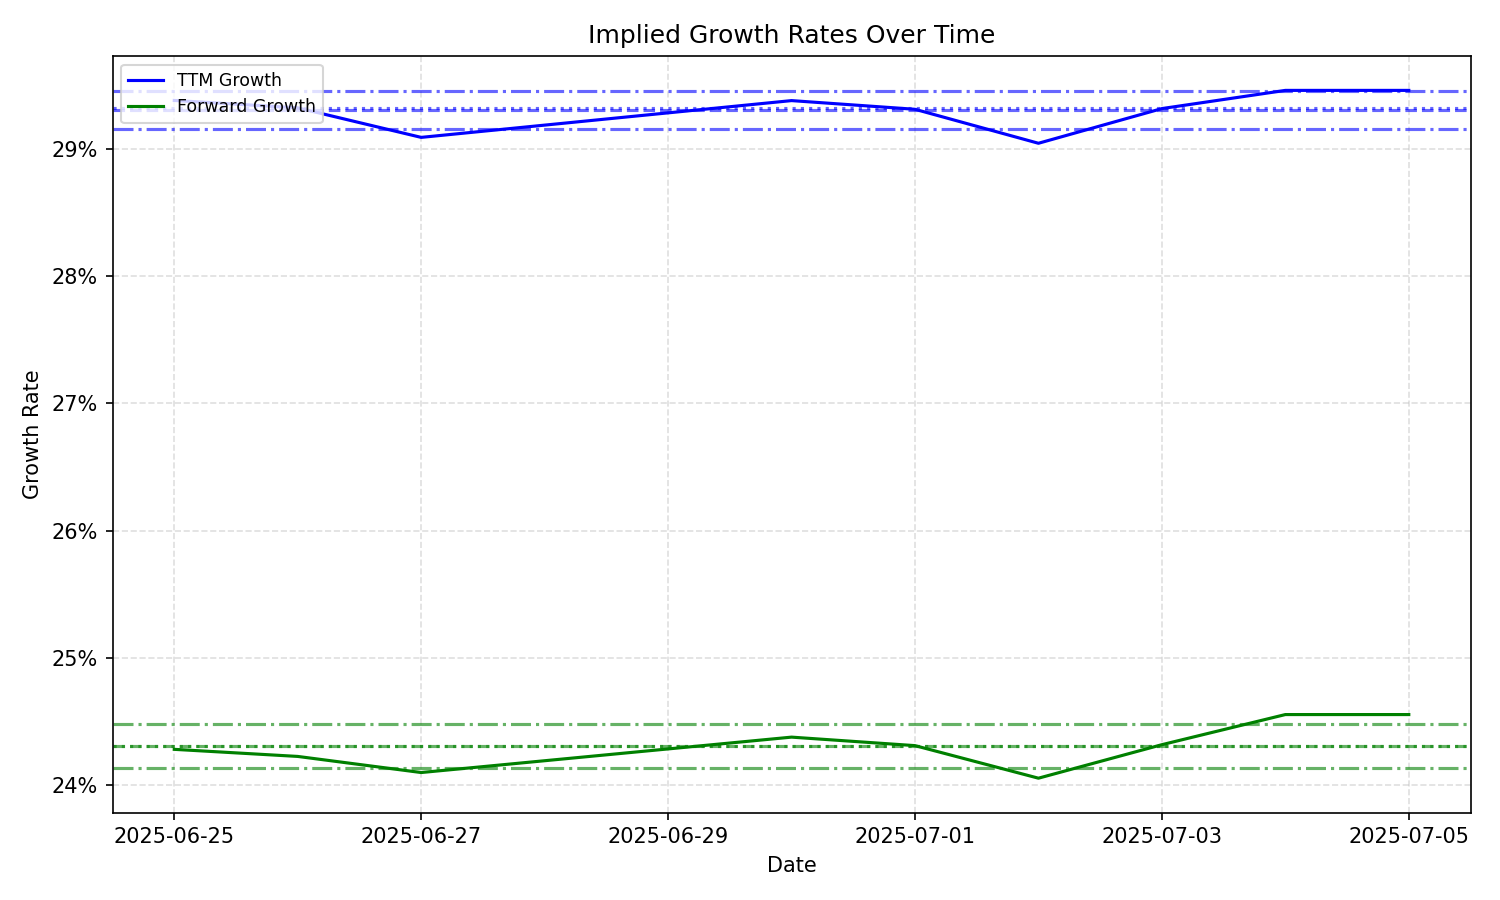 Implied Growth Rates Over Time
TTM Growth
Forward Growth
29%
28%
27%
26%
25%
24%
Growth Rate
2025-06-25
2025-06-27
2025-06-29
2025-07-01
2025-07-03
2025-07-05
Date